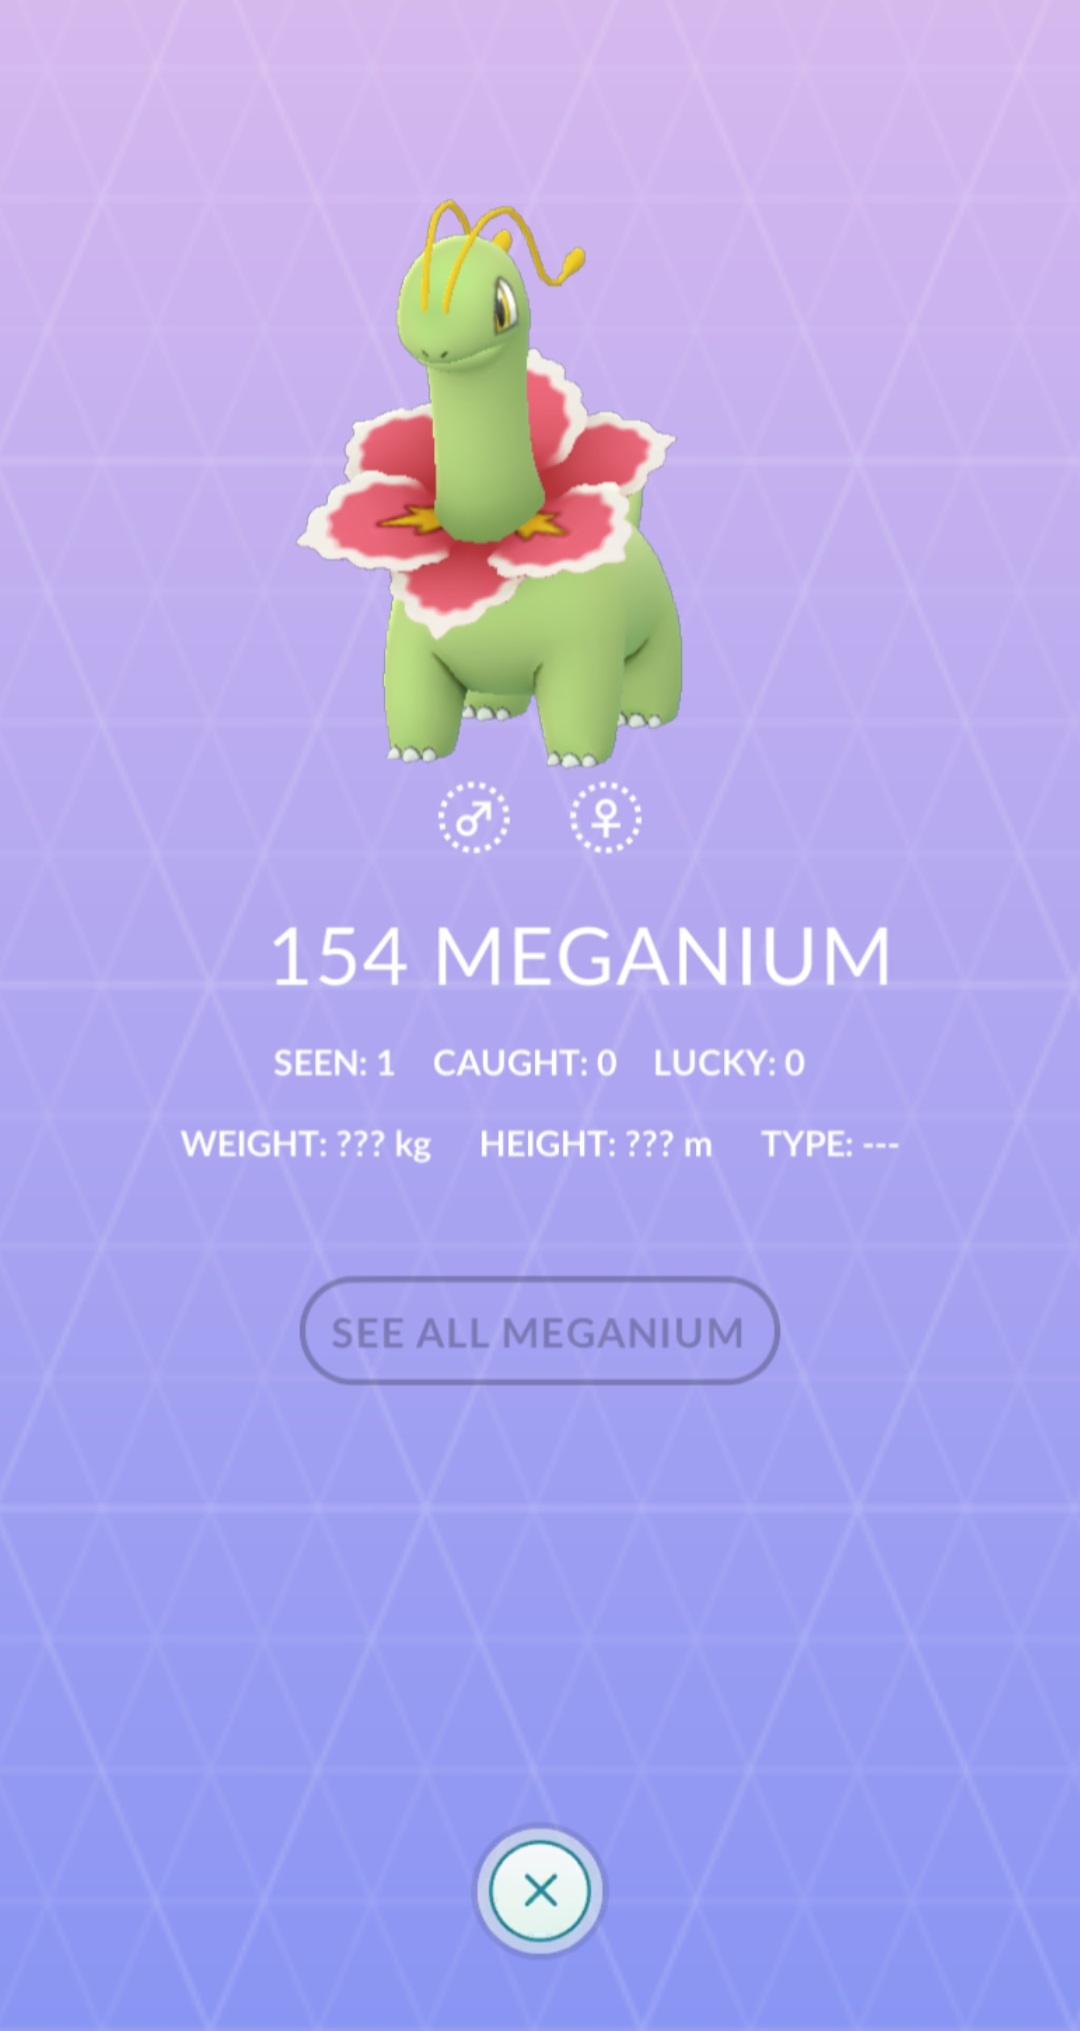 154 MEGANIUM
SEEN: 1 CAUGHT: 0 LUCKY: 0
WEIGHT: ??? kg HEIGHT: ??? m TYPE: ---
SEE ALL MEGANIUM